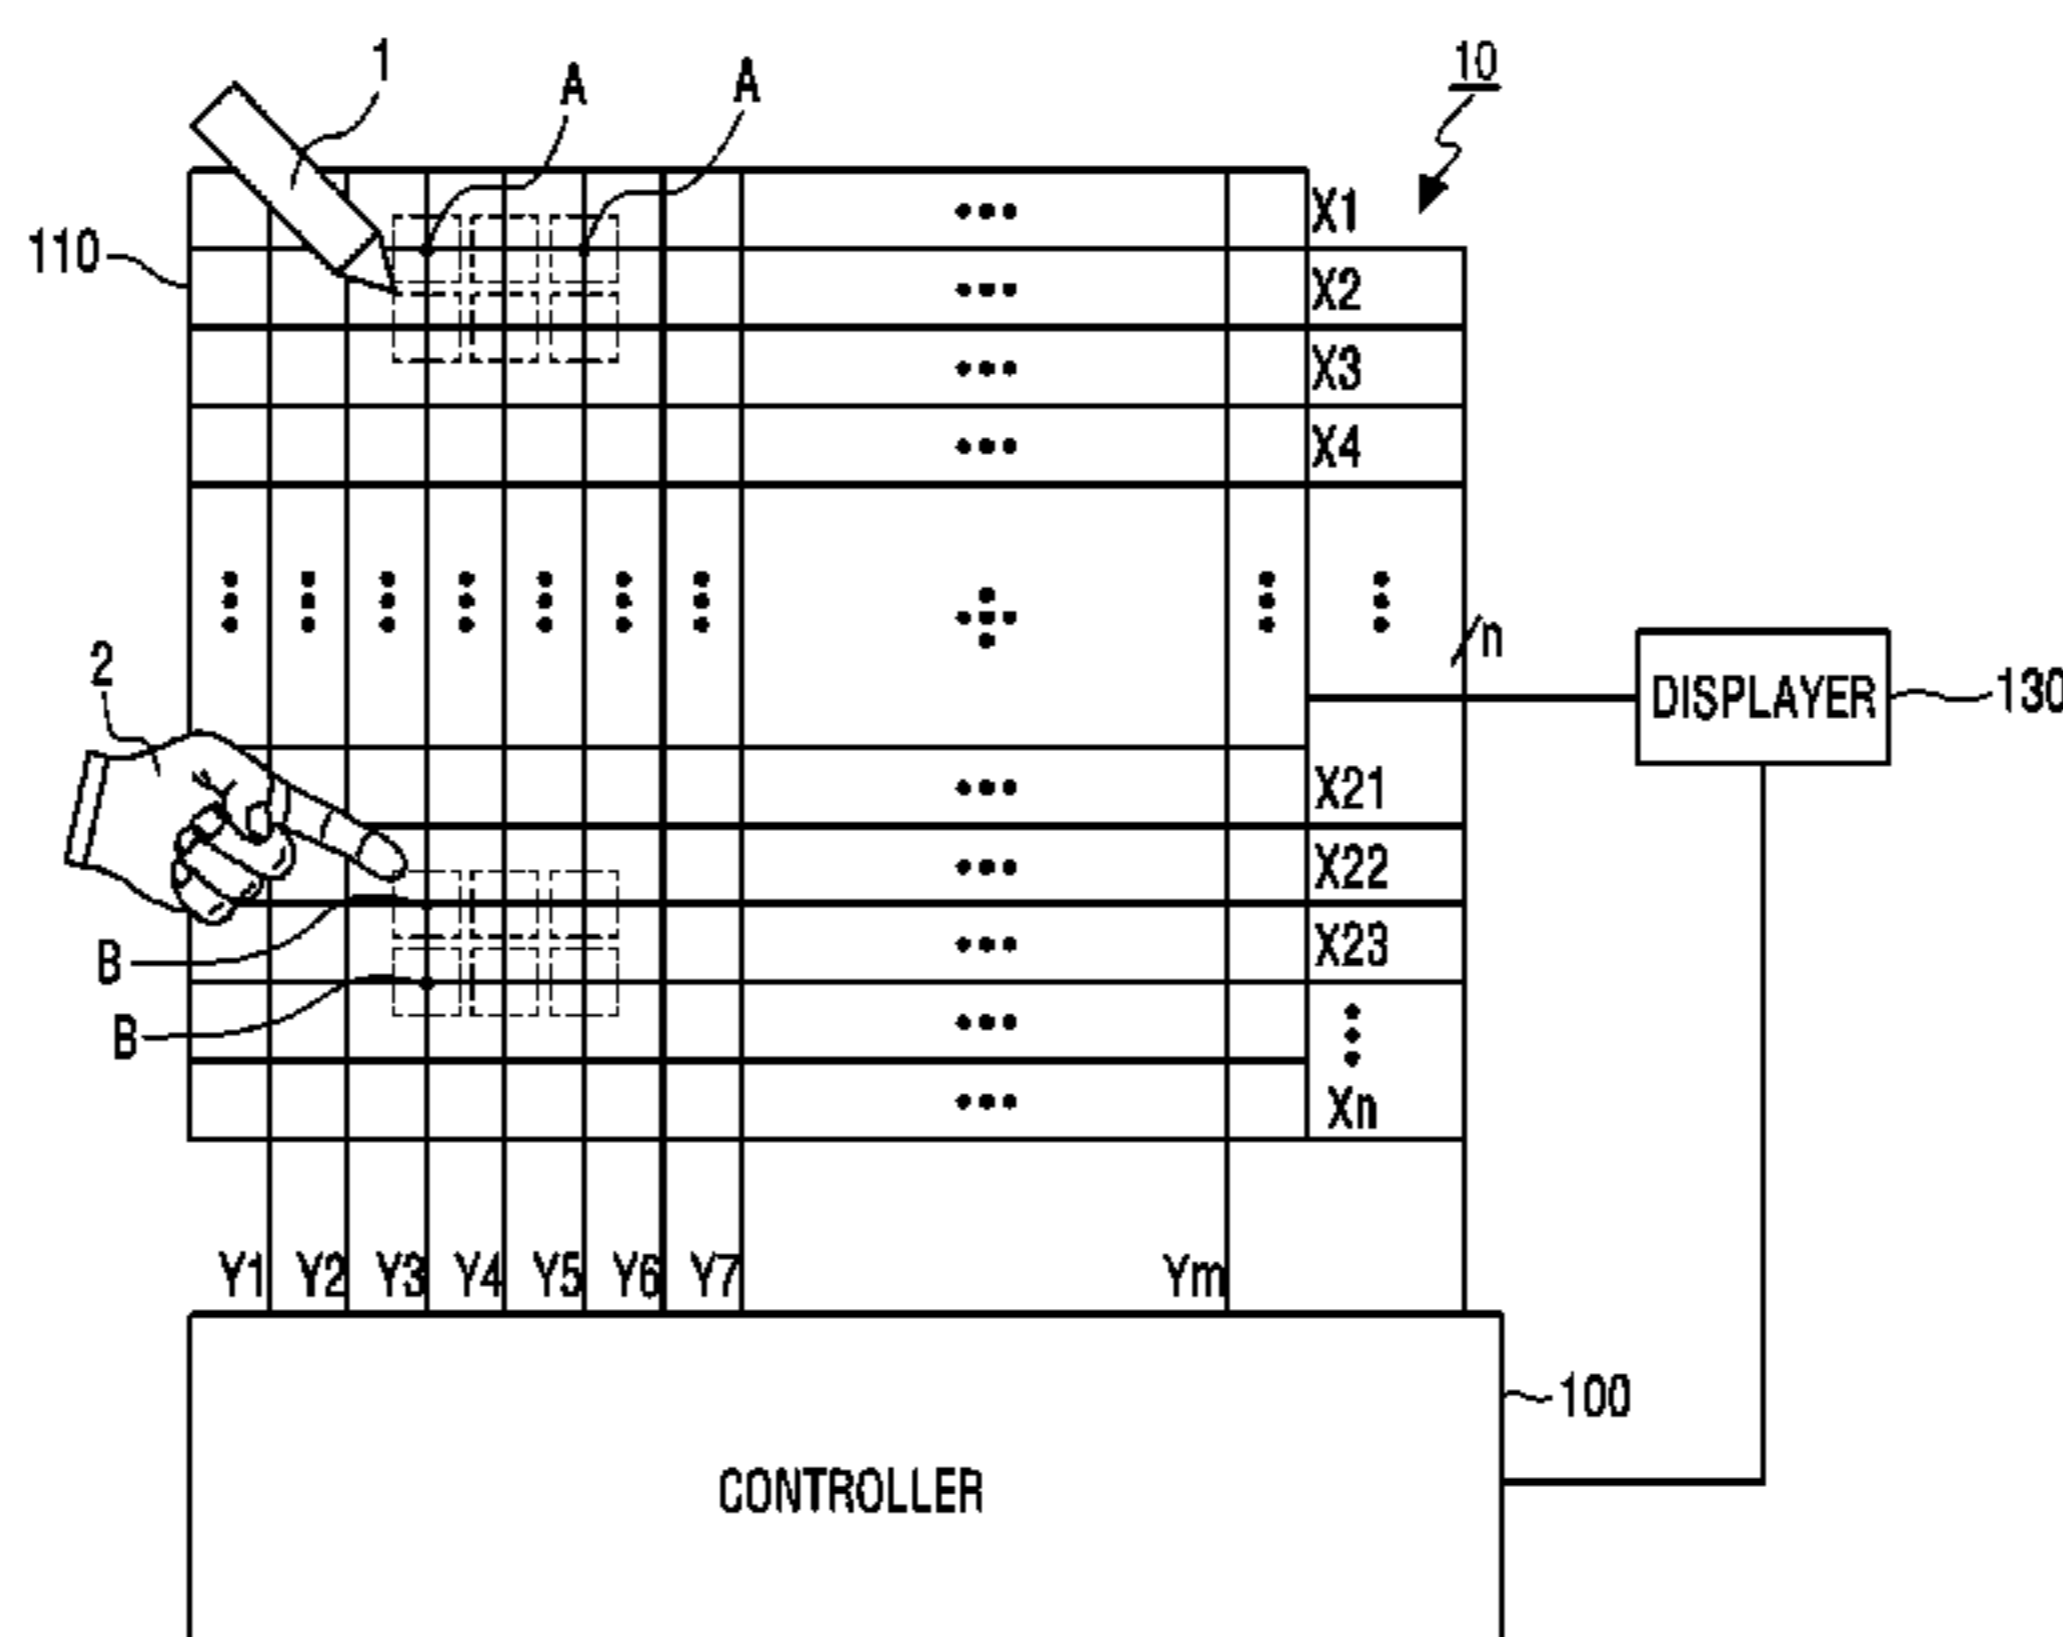 1
A
A
10
110
X1
X2
X3
X4
n
2
DISPLAYER
130
X21
X22
B
X23
B
Xn
Y1 Y2 Y3 Y4 Y5 Y6 Y7 Ym
100
CONTROLLER